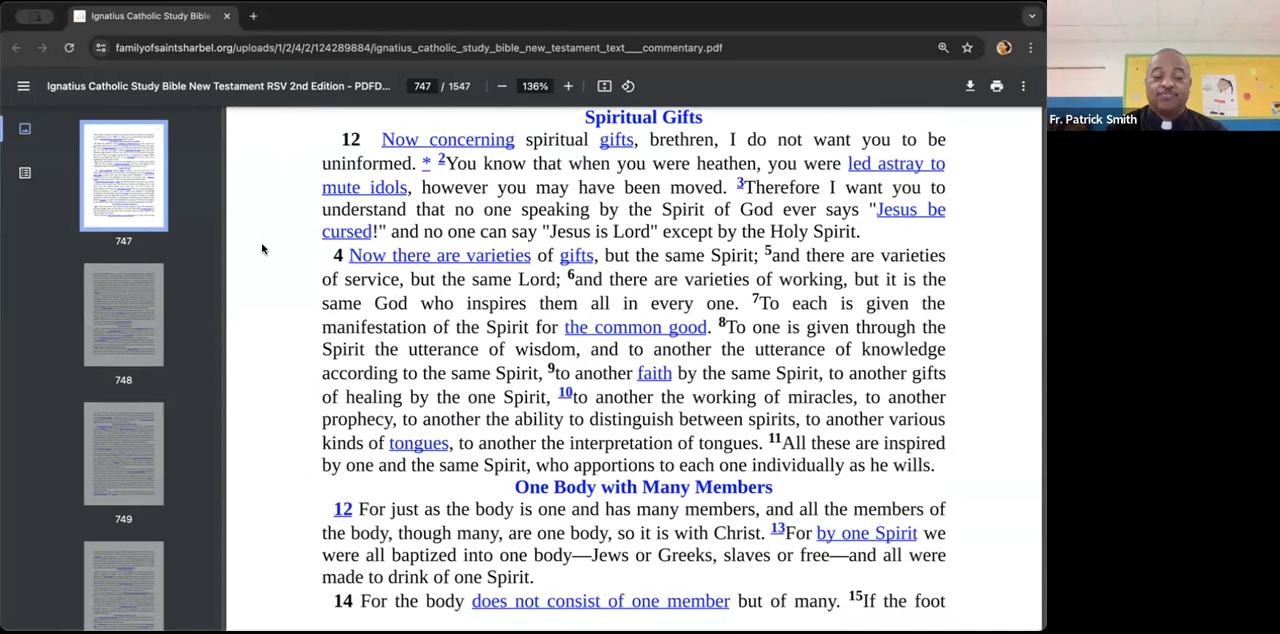 Ignatius Catholic Study Bible
familyofsaintsharbel.org/uploads/1/2/4/2/124289884/ignatius_catholic_study_bible_new_testament_text___commentary.pdf
Ignatius Catholic Study Bible New Testament RSV 2nd Edition - PDFD...
747 / 1547
136%
Fr. Patrick Smith
747
748
749
Spiritual Gifts
12 Now concerning spiritual gifts, brethren, I do not want you to be
uninformed. * 2You know that when you were heathen, you were led astray to
mute idols, however you may have been moved. 3Therefore I want you to
understand that no one speaking by the Spirit of God ever says "Jesus be
cursed!" and no one can say "Jesus is Lord" except by the Holy Spirit.
4 Now there are varieties of gifts, but the same Spirit; 5and there are varieties
of service, but the same Lord; 6and there are varieties of working, but it is the
same God who inspires them all in every one. 7To each is given the
manifestation of the Spirit for the common good. 8To one is given through the
Spirit the utterance of wisdom, and to another the utterance of knowledge
according to the same Spirit, 9to another faith by the same Spirit, to another gifts
of healing by the one Spirit, 10to another the working of miracles, to another
prophecy, to another the ability to distinguish between spirits, to another various
kinds of tongues, to another the interpretation of tongues. 11All these are inspired
by one and the same Spirit, who apportions to each one individually as he wills.
One Body with Many Members
12 For just as the body is one and has many members, and all the members of
the body, though many, are one body, so it is with Christ. 13For by one Spirit we
were all baptized into one body—Jews or Greeks, slaves or free—and all were
made to drink of one Spirit.
14 For the body does not consist of one member but of many. 15If the foot